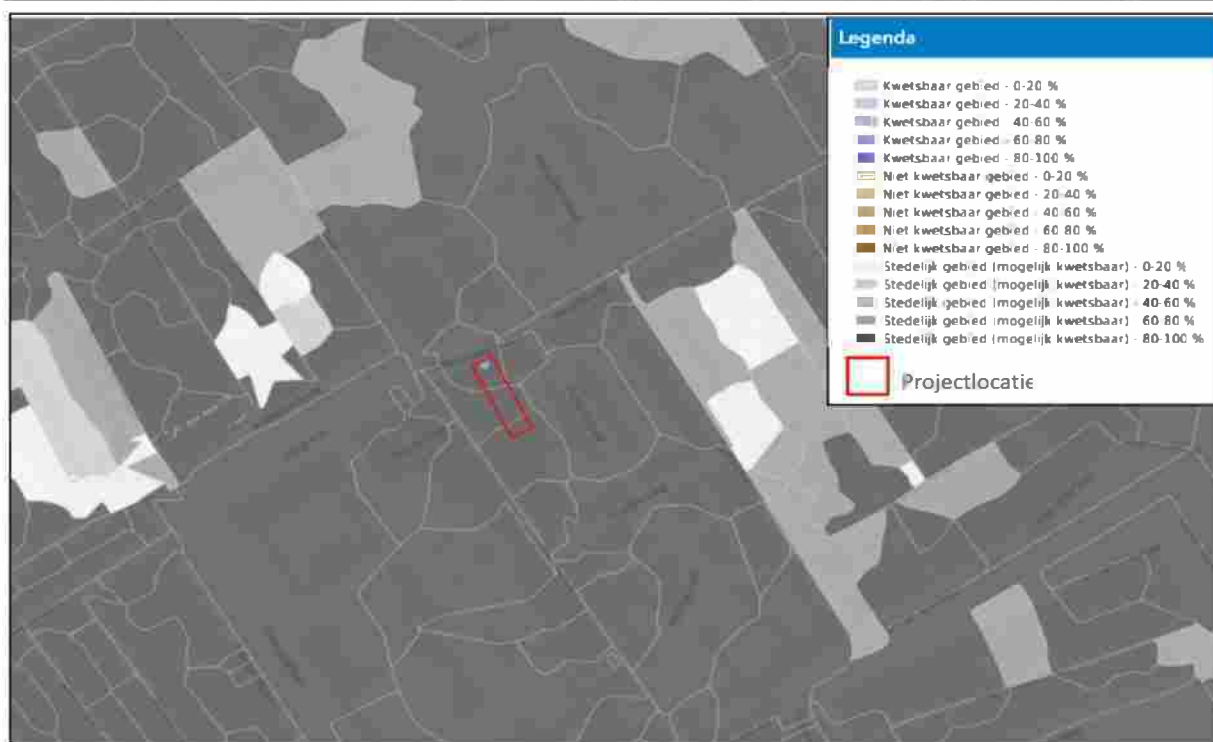 Legenda
Kwetsbaar gebied - 0-20 %
Kwetsbaar gebied - 20-40 %
Kwetsbaar gebied 40-60 %
Kwetsbaar gebied - 60-80 %
Kwetsbaar gebied - 80-100 %
Niet kwetsbaar gebied - 0-20 %
Niet kwetsbaar gebied - 20-40 %
Niet kwetsbaar gebied 40-60 %
Niet kwetsbaar gebied 60 80 %
Niet kwetsbaar gebied - 80-100 %
Stedelijk gebied (mogelijk kwetsbaar) - 0-20 %
Stedelijk gebied (mogelijk kwetsbaar) - 20-40 %
Stedelijk gebied (mogelijk kwetsbaar) 40-60 %
Stedelijk gebied (mogelijk kwetsbaar) 60 80 %
Stedelijk gebied (mogelijk kwetsbaar) - 80-100 %
Projectlocatie